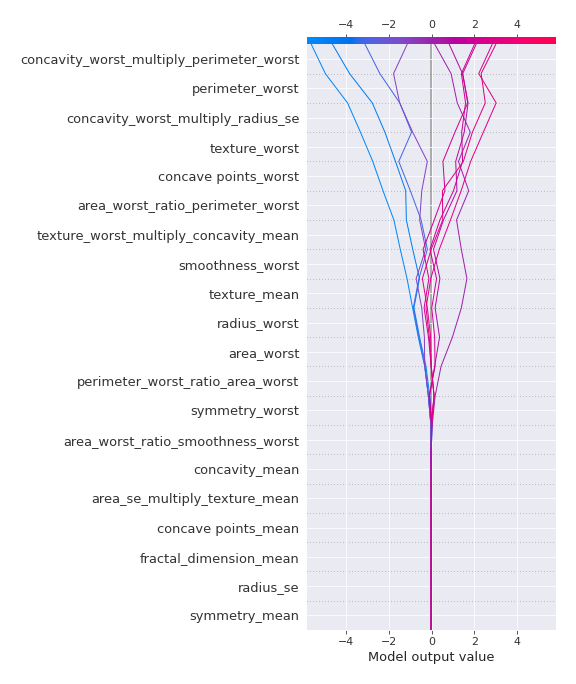 −4 −2 0 2 4
concavity_worst_multiply_perimeter_worst
perimeter_worst
concavity_worst_multiply_radius_se
texture_worst
concave points_worst
area_worst_ratio_perimeter_worst
texture_worst_multiply_concavity_mean
smoothness_worst
texture_mean
radius_worst
area_worst
perimeter_worst_ratio_area_worst
symmetry_worst
area_worst_ratio_smoothness_worst
concavity_mean
area_se_multiply_texture_mean
concave points_mean
fractal_dimension_mean
radius_se
symmetry_mean
−4 −2 0 2 4
Model output value